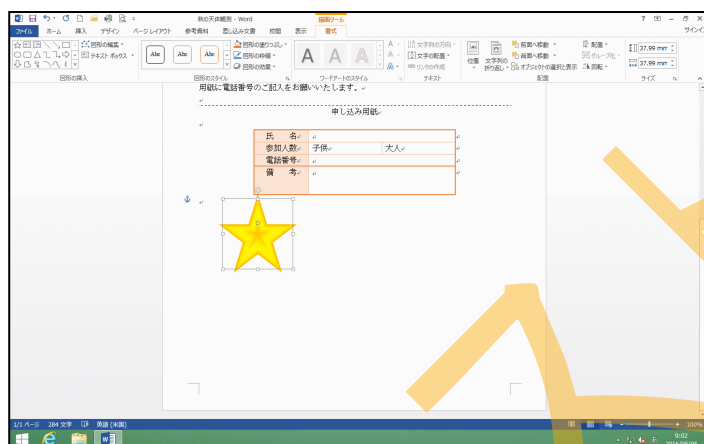 秋の天体観測 - Word
描画ツール
サインイン
ファイル ホーム 挿入 デザイン ページ レイアウト 参考資料 差し込み文書 校閲 表示 書式
図形の編集
テキスト ボックス
図形の挿入
Abc Abc Abc
図形の塗りつぶし
図形の枠線
図形の効果
図形のスタイル
A A A
ワードアートのスタイル
文字列の方向
文字の配置
リンクの作成
テキスト
位置 文字列の折り返し
前面へ移動
背面へ移動
オブジェクトの選択と表示
配置
グループ化
回転
配置
37.99 mm
37.99 mm
サイズ
用紙に電話番号のご記入をお願いいたします。
申し込み用紙
氏 名
参加人数 子供 大人
電話番号
備 考
1/1 ページ 284 文字 英語 (米国)
100%
9:02